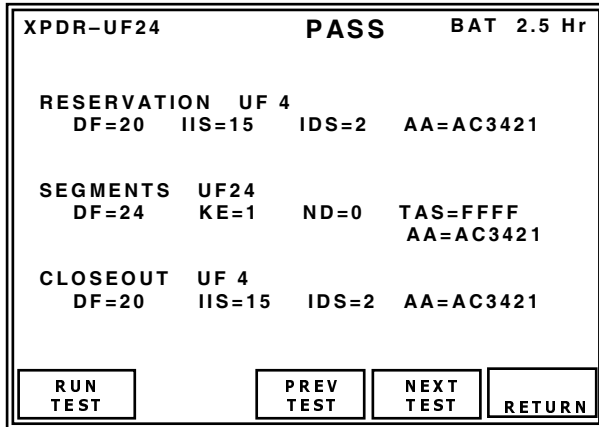 XPDR–UF24 PASS BAT 2.5 Hr
RESERVATION UF 4
DF=20 IIS=15 IDS=2 AA=AC3421
SEGMENTS UF24
DF=24 KE=1 ND=0 TAS=FFFF
AA=AC3421
CLOSEOUT UF 4
DF=20 IIS=15 IDS=2 AA=AC3421
RUN TEST
PREV TEST
NEXT TEST
RETURN